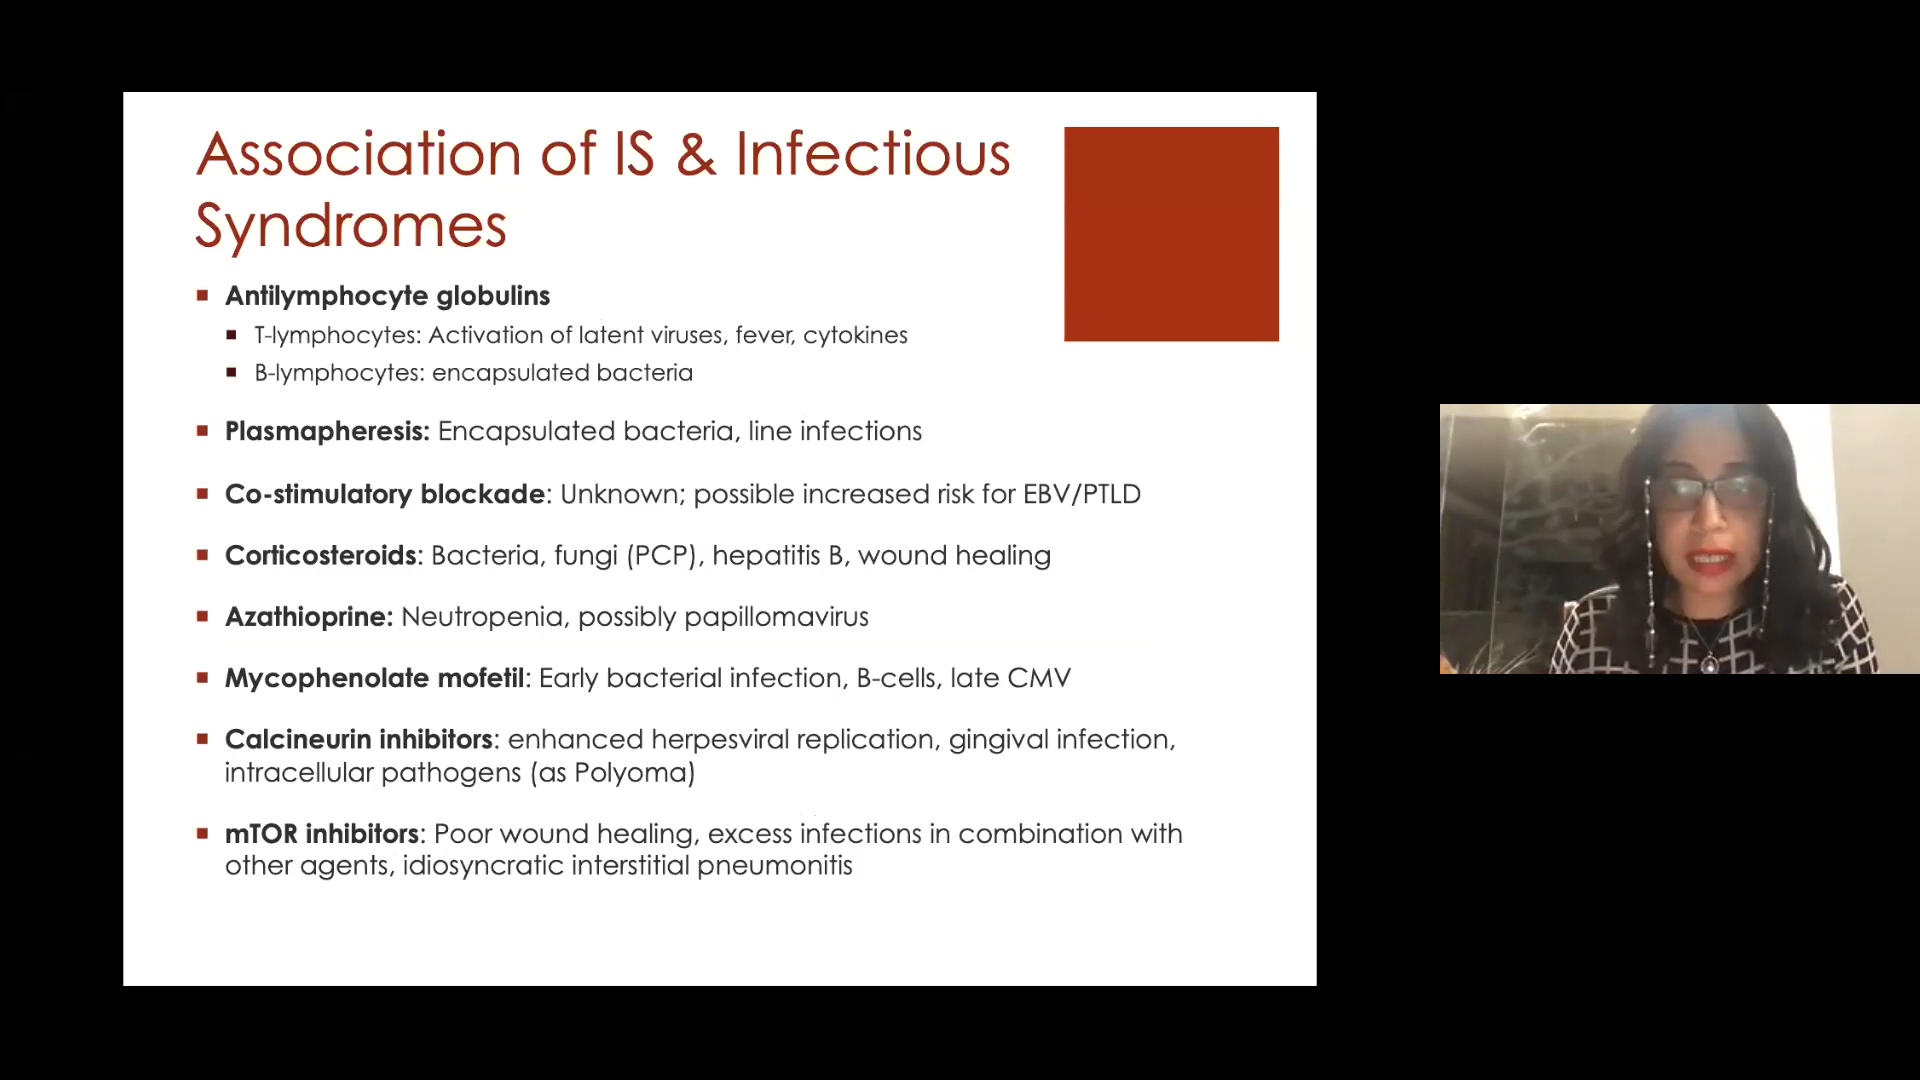 Association of IS & Infectious
Syndromes
Antilymphocyte globulins
T-lymphocytes: Activation of latent viruses, fever, cytokines
B-lymphocytes: encapsulated bacteria
Plasmapheresis: Encapsulated bacteria, line infections
Co-stimulatory blockade: Unknown; possible increased risk for EBV/PTLD
Corticosteroids: Bacteria, fungi (PCP), hepatitis B, wound healing
Azathioprine: Neutropenia, possibly papillomavirus
Mycophenolate mofetil: Early bacterial infection, B-cells, late CMV
Calcineurin inhibitors: enhanced herpesviral replication, gingival infection,
intracellular pathogens (as Polyoma)
mTOR inhibitors: Poor wound healing, excess infections in combination with
other agents, idiosyncratic interstitial pneumonitis